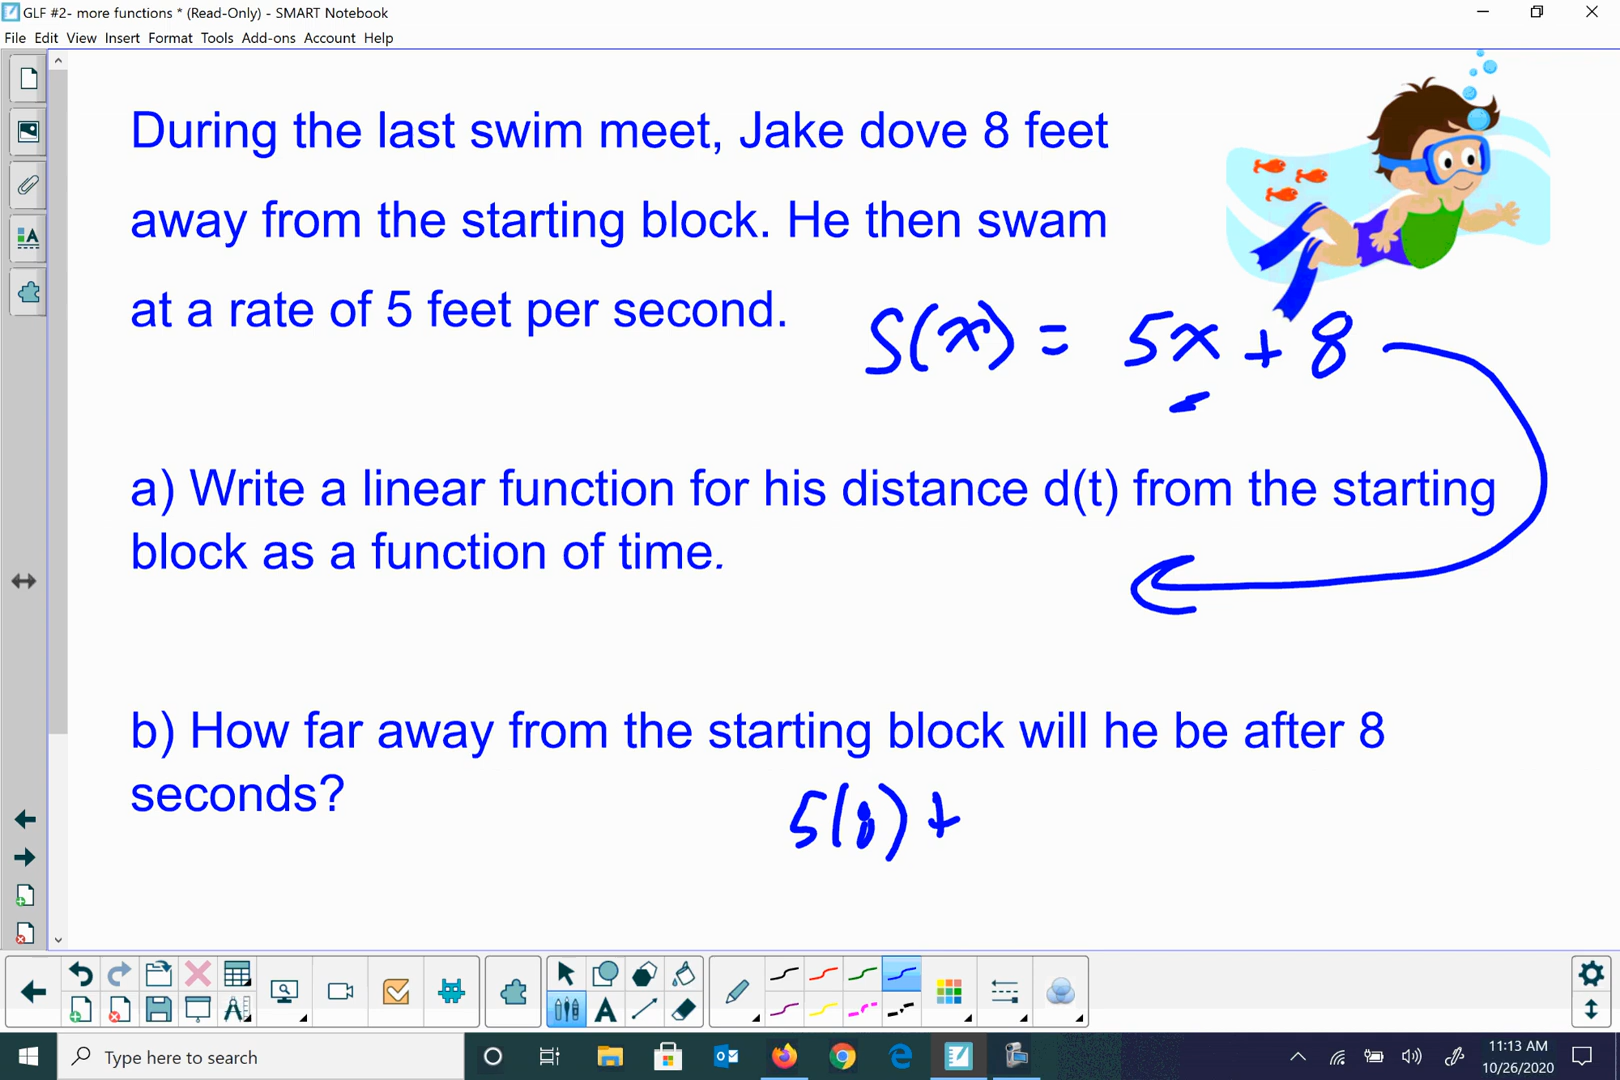 GLF #2- more functions * (Read-Only) - SMART Notebook
File Edit View Insert Format Tools Add-ons Account Help
During the last swim meet, Jake dove 8 feet
away from the starting block. He then swam
at a rate of 5 feet per second.
S(x) = 5x + 8
a) Write a linear function for his distance d(t) from the starting
block as a function of time.
b) How far away from the starting block will he be after 8
seconds?
5(8) +
Type here to search
11:13 AM
10/26/2020